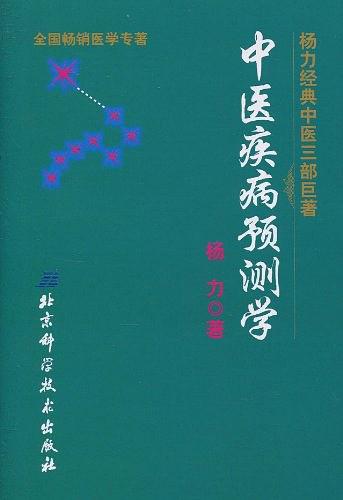 全国畅销医学专著
杨力经典中医三部巨著
中医疾病预测学
杨力◎著
北京科学技术出版社